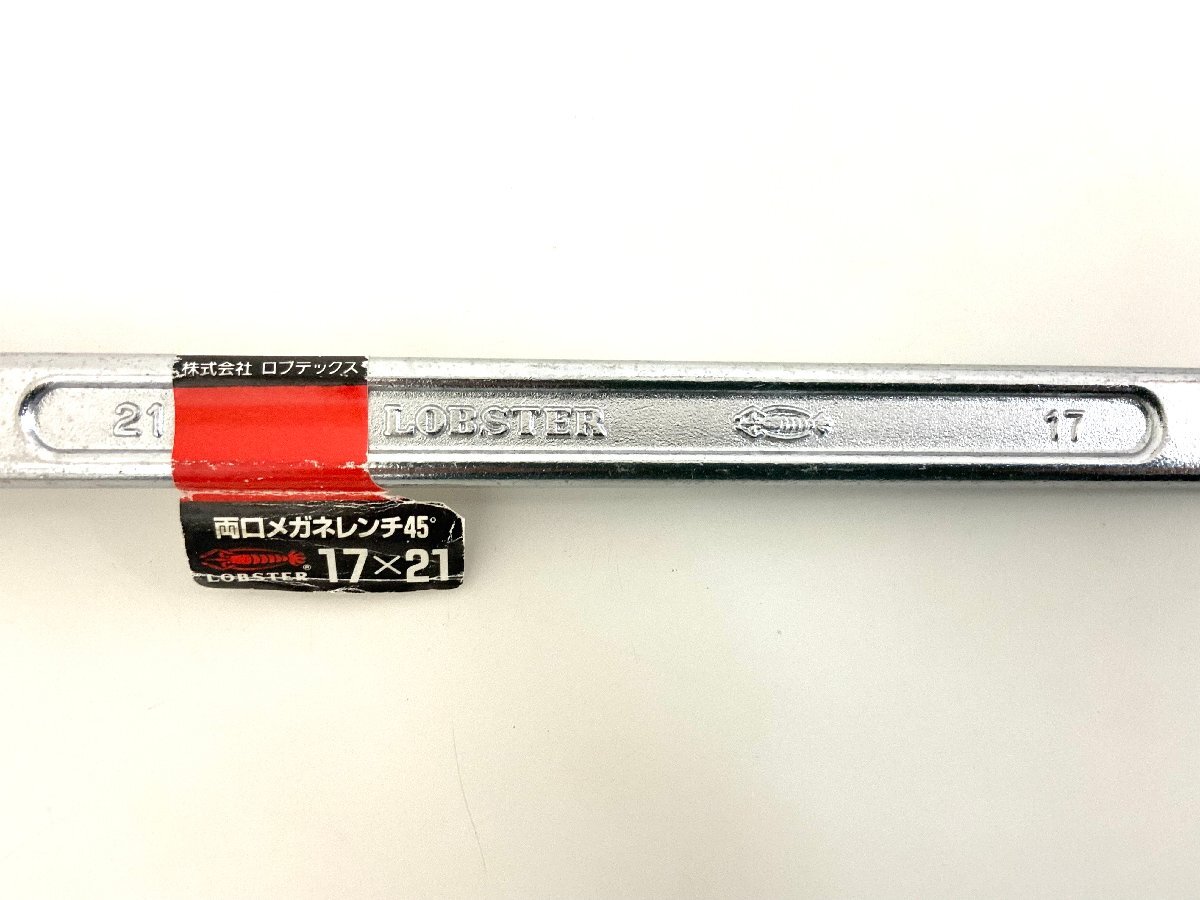 株式会社 ロブテックス
21 LOBSTER 17
両口メガネレンチ45°
LOBSTER® 17×21